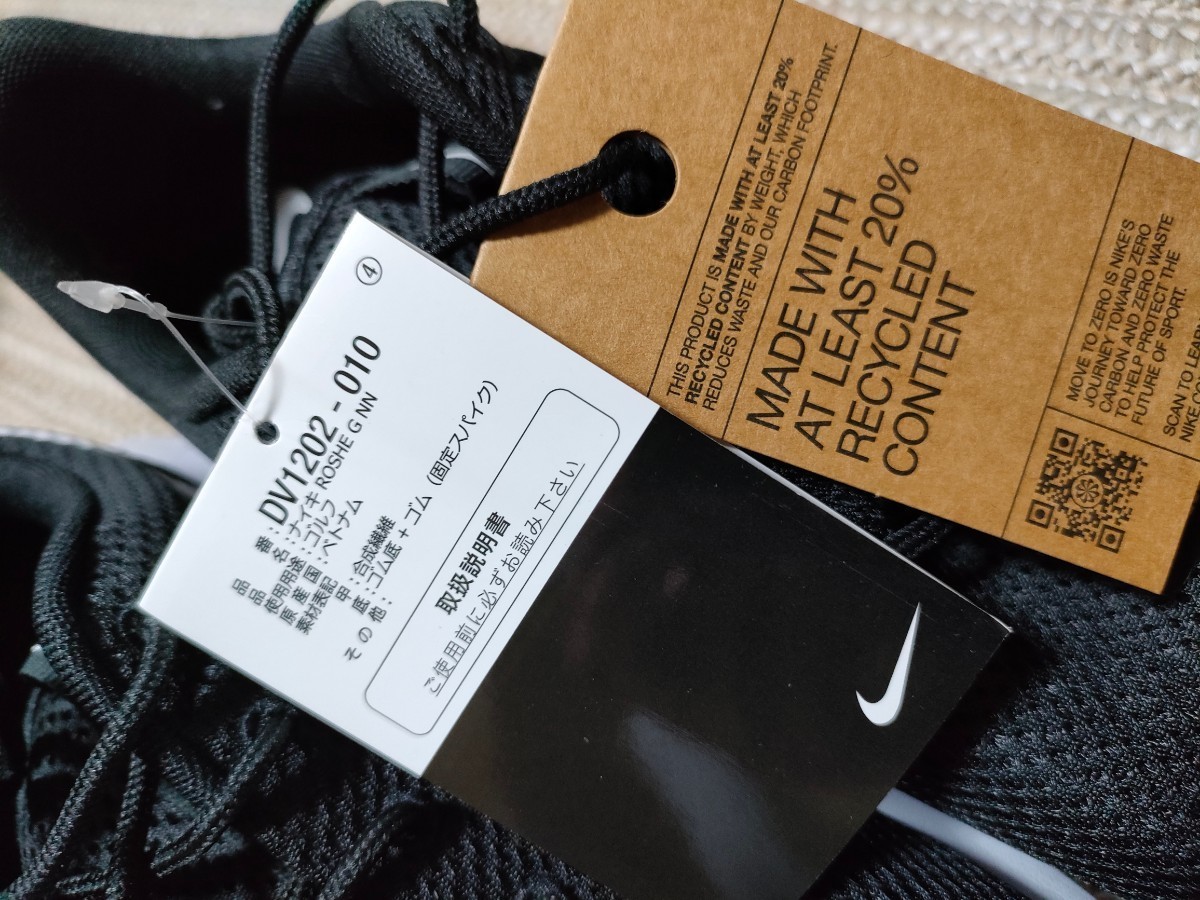 ④
品番：DV1202-010
品名：ナイキ ROSHE G NN
使用用途：ゴルフ
原産国：ベトナム
素材表記
甲：合成繊維
底：ゴム底＋ゴム（固定スパイク）
その他：
取扱説明書
ご使用前に必ずお読み下さい
THIS PRODUCT IS MADE WITH AT LEAST 20%
RECYCLED CONTENT BY WEIGHT, WHICH
REDUCES WASTE AND OUR CARBON FOOTPRINT.
MADE WITH
AT LEAST 20%
RECYCLED
CONTENT
MOVE TO ZERO IS NIKE'S
JOURNEY TOWARD ZERO
CARBON AND ZERO WASTE
TO HELP PROTECT THE
FUTURE OF SPORT.
SCAN TO